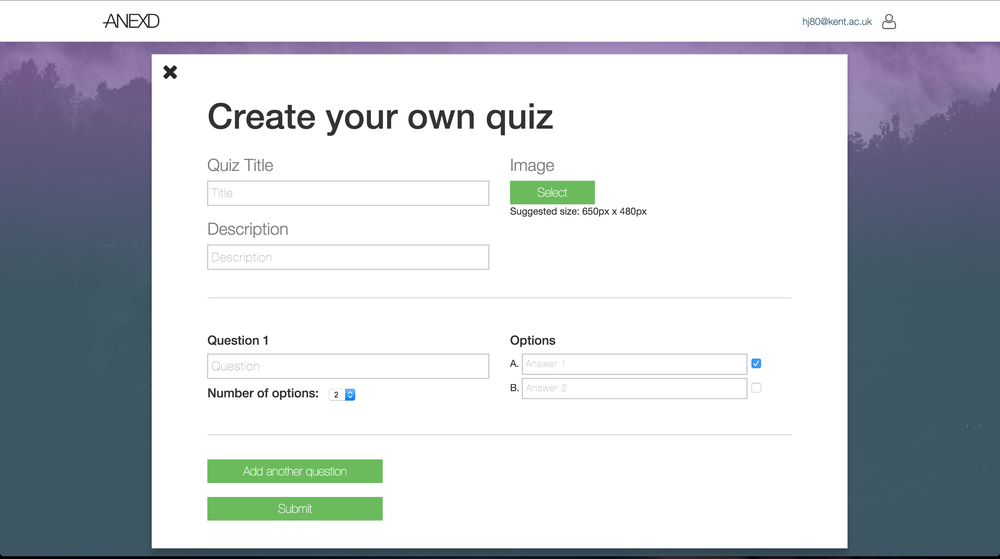 ANEXD
hj80@kent.ac.uk
Create your own quiz
Quiz Title
Title
Image
Select
Suggested size: 650px x 480px
Description
Description
Question 1
Question
Number of options: 2
Options
A. Answer 1
B. Answer 2
Add another question
Submit